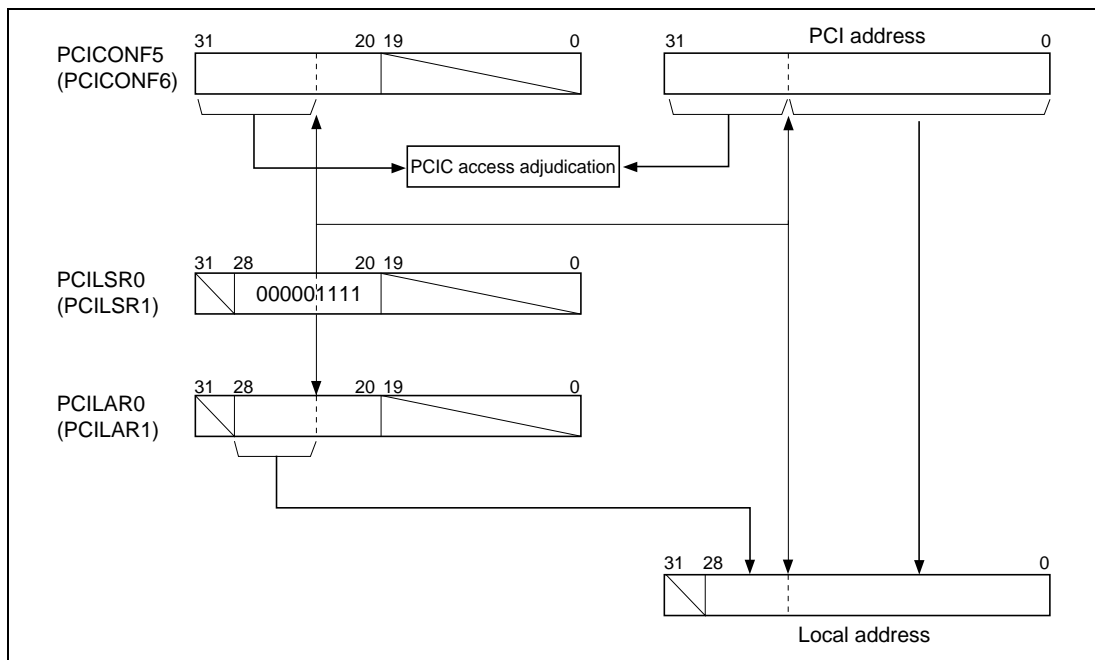 31 20 19 0
PCICONF5
(PCICONF6)
PCI address
31 0
PCIC access adjudication
31 28 20 19 0
PCILSR0
(PCILSR1)
000001111
31 28 20 19 0
PCILAR0
(PCILAR1)
31 28 0
Local address